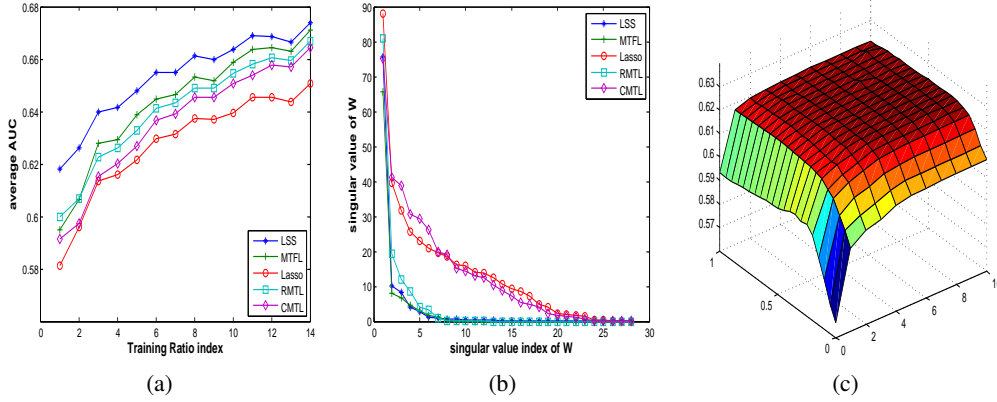 0.68
0.66
0.64
0.62
0.6
0.58
average AUC
0 2 4 6 8 10 12 14
Training Ratio index
LSS
MTFL
Lasso
RMTL
CMTL
(a)
90
80
70
60
50
40
30
20
10
0
singular value of W
0 5 10 15 20 25 30
singular value index of W
LSS
MTFL
Lasso
RMTL
CMTL
(b)
0.63
0.62
0.61
0.6
0.59
0.58
0.57
1
0.5
0
0
2
4
6
8
10
(c)